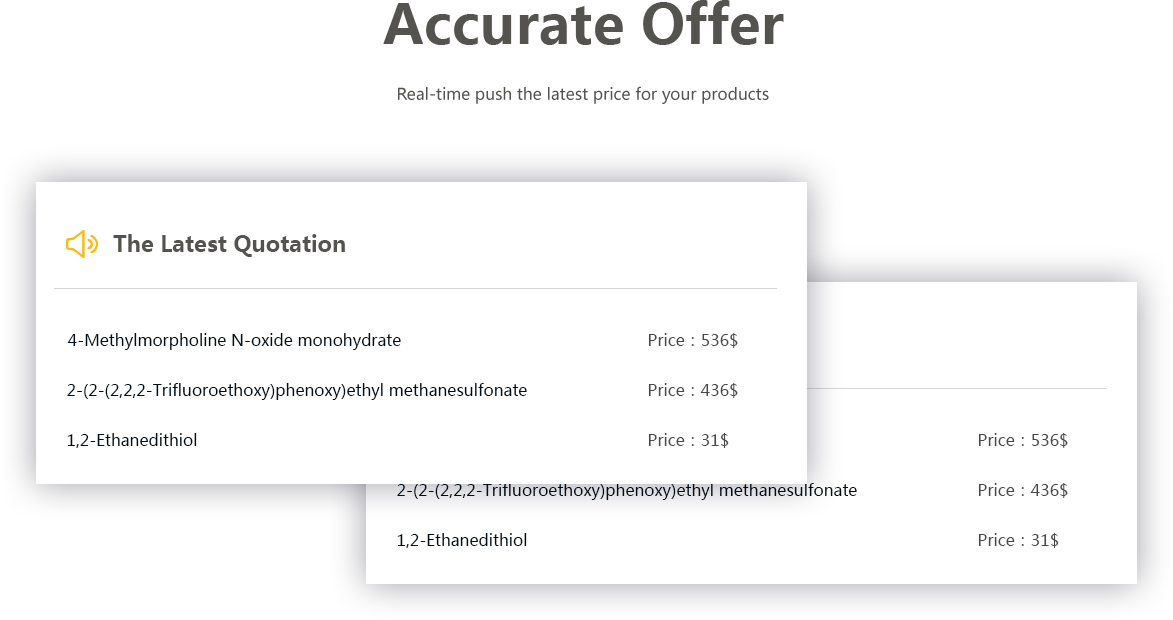 Accurate Offer
Real-time push the latest price for your products
The Latest Quotation
4-Methylmorpholine N-oxide monohydrate Price : 536$
2-(2-(2,2,2-Trifluoroethoxy)phenoxy)ethyl methanesulfonate Price : 436$
1,2-Ethanedithiol Price : 31$
Price : 536$
2-(2-(2,2,2-Trifluoroethoxy)phenoxy)ethyl methanesulfonate Price : 436$
1,2-Ethanedithiol Price : 31$